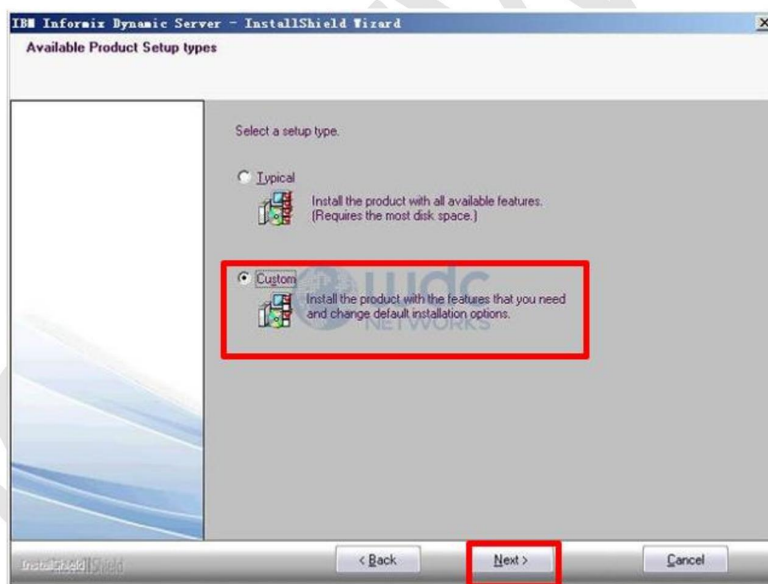 IBM Informix Dynamic Server - InstallShield Wizard
Available Product Setup types
Select a setup type.
Typical
Install the product with all available features.
(Requires the most disk space.)
Custom
Install the product with the features that you need
and change default installation options.
NETWORKS
InstallShield
< Back
Next >
Cancel